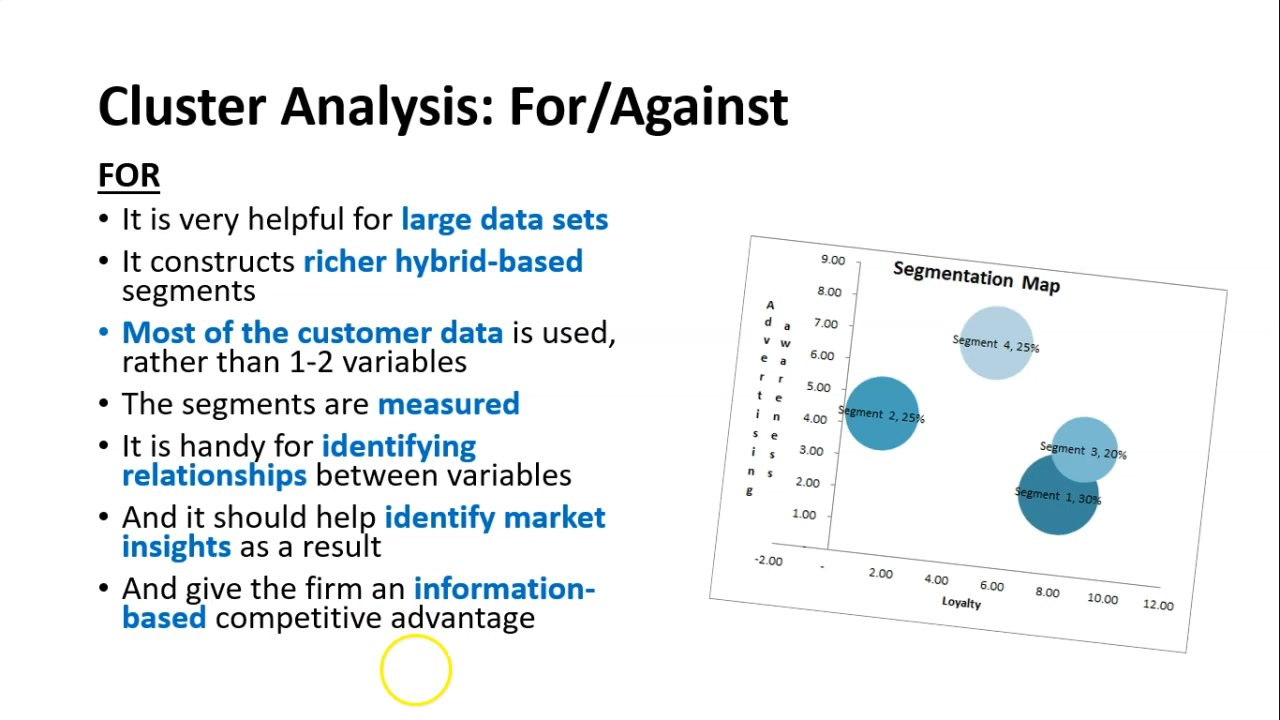 Cluster Analysis: For/Against
FOR
• It is very helpful for large data sets
• It constructs richer hybrid-based
segments
• Most of the customer data is used,
rather than 1-2 variables
• The segments are measured
• It is handy for identifying
relationships between variables
• And it should help identify market
insights as a result
• And give the firm an information-
based competitive advantage
Segmentation Map
Advertising
awareness
9.00
8.00
7.00
6.00
5.00
4.00
3.00
2.00
1.00
-
Segment 4, 25%
Segment 2, 25%
Segment 3, 20%
Segment 1, 30%
-2.00 - 2.00 4.00 6.00 8.00 10.00 12.00
Loyalty